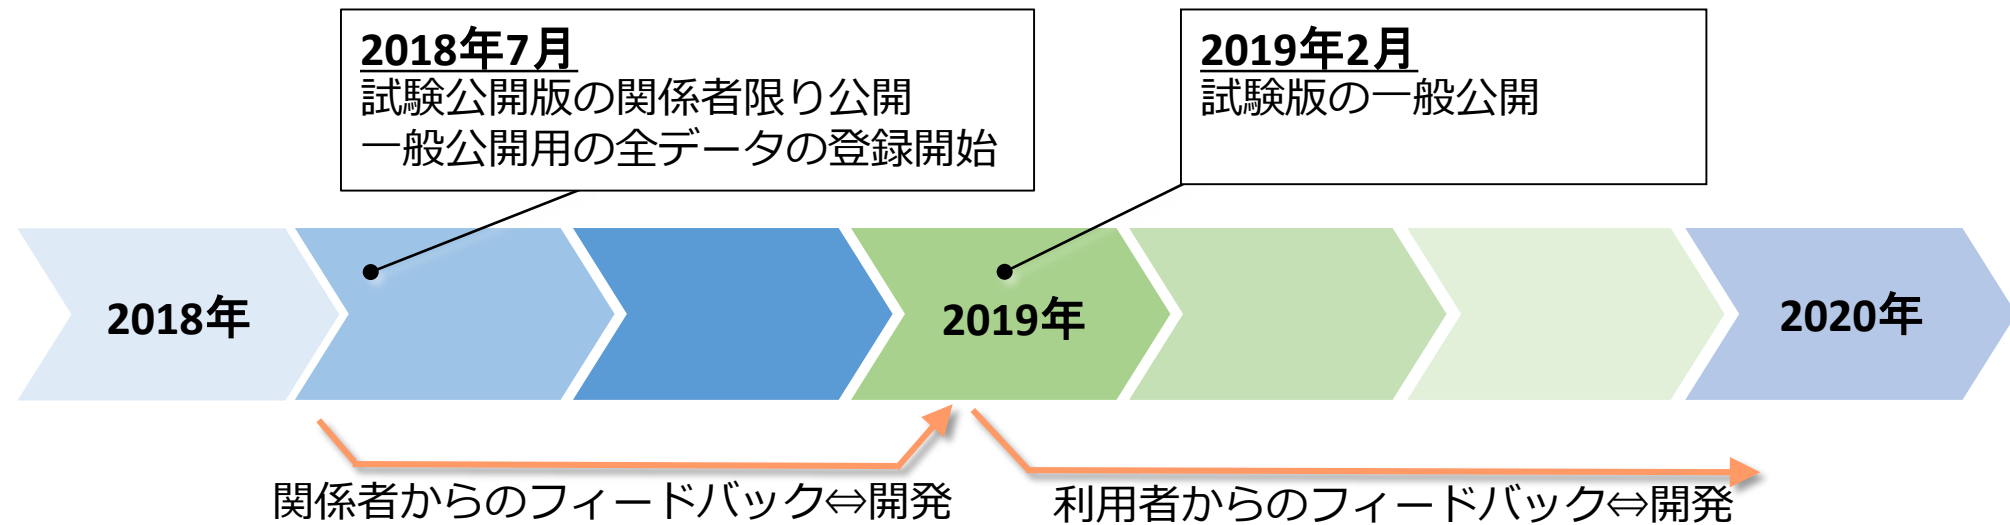 2018年7月
試験公開版の関係者限り公開
一般公開用の全データの登録開始
2019年2月
試験版の一般公開
2018年
2019年
2020年
関係者からのフィードバック⇔開発
利用者からのフィードバック⇔開発